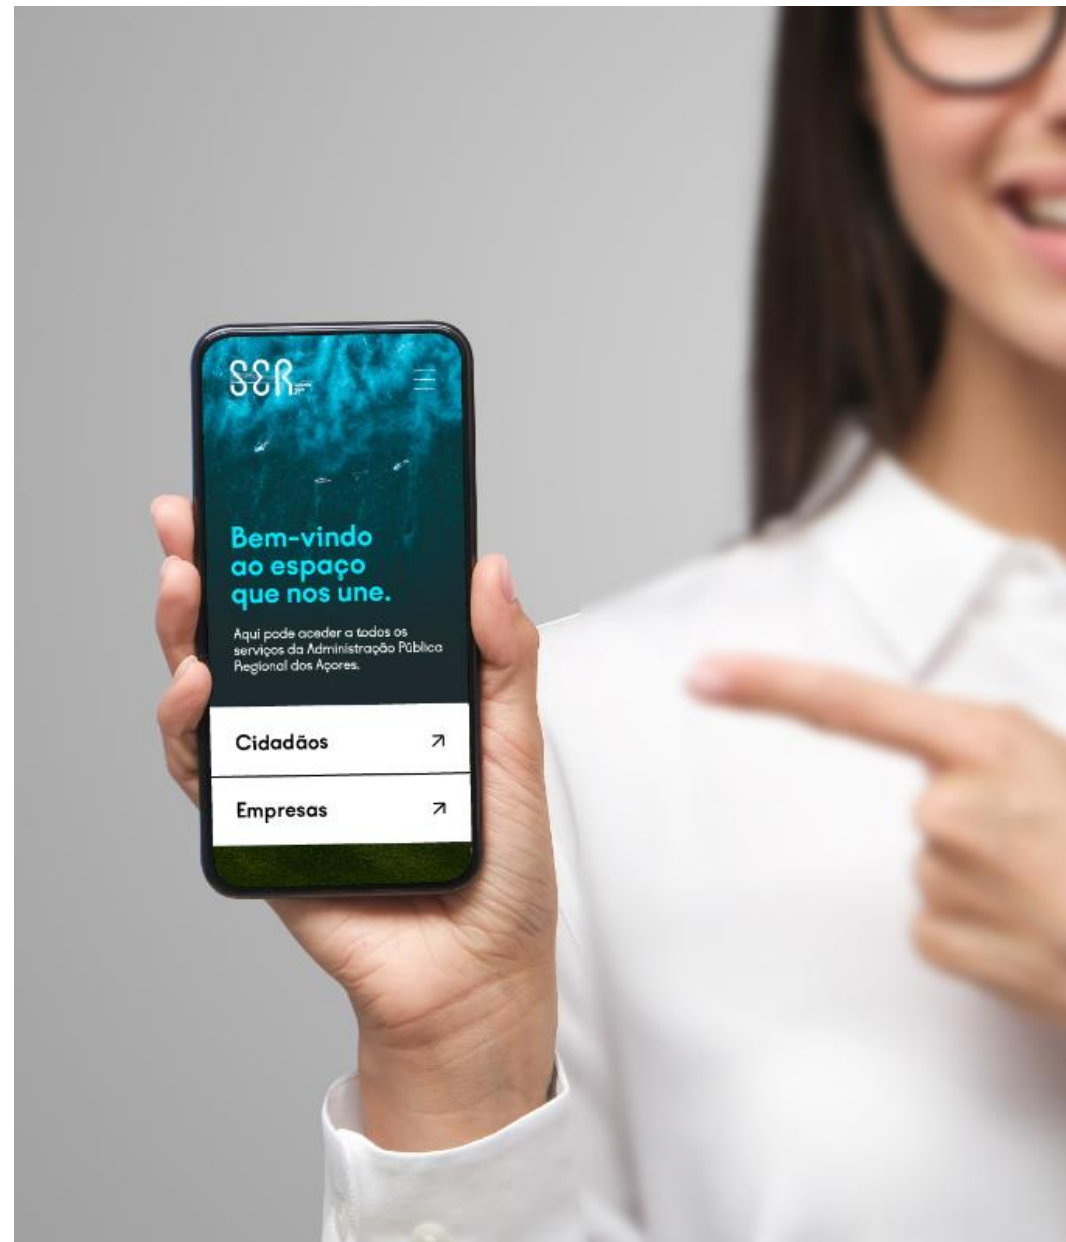 SER
Bem-vindo
ao espaço
que nos une.
Aqui pode aceder a todos os
serviços da Administração Pública
Regional dos Açores.
Cidadãos
Empresas